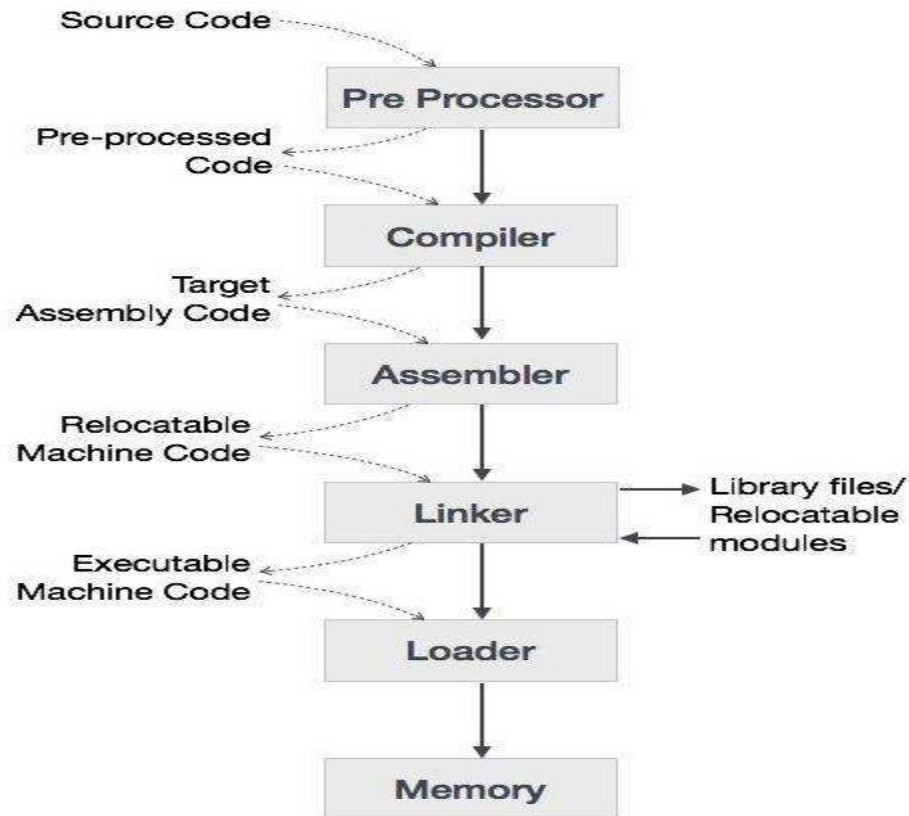 Source Code
Pre Processor
Pre-processed
Code
Compiler
Target
Assembly Code
Assembler
Relocatable
Machine Code
Linker
Library files/
Relocatable
modules
Executable
Machine Code
Loader
Memory